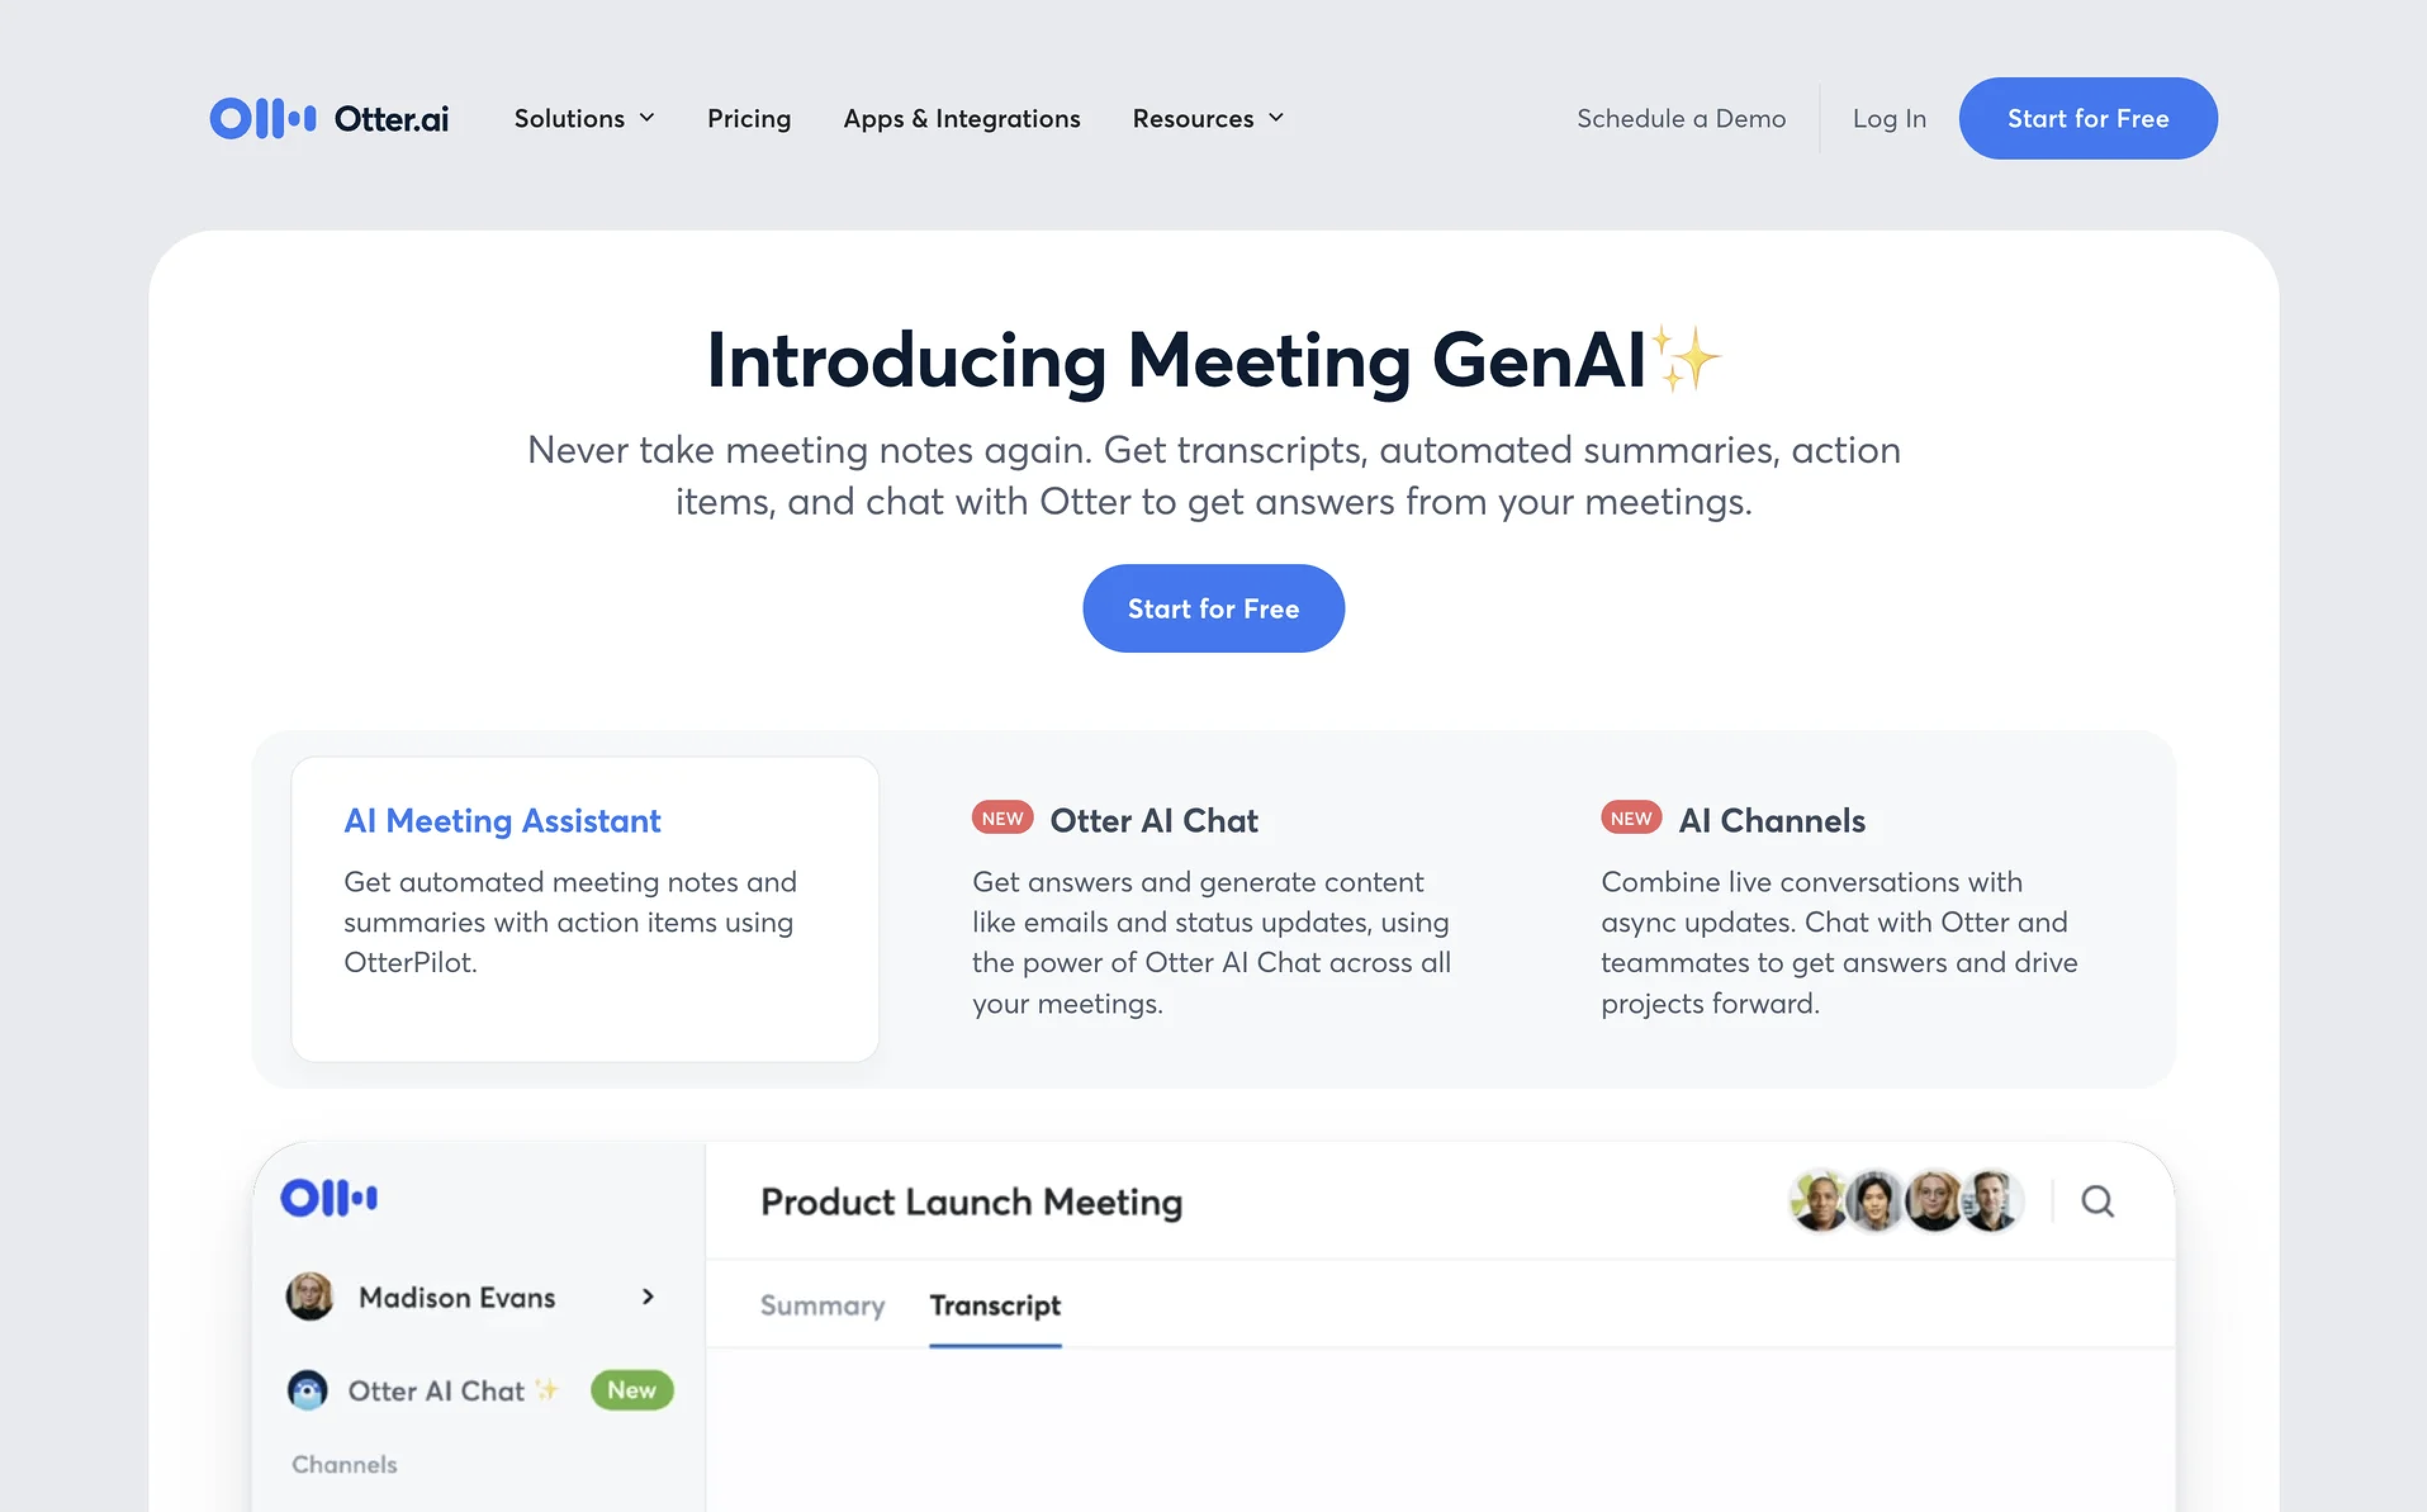 Otter.ai
Solutions
Pricing
Apps & Integrations
Resources
Schedule a Demo
Log In
Start for Free
Introducing Meeting GenAI✨
Never take meeting notes again. Get transcripts, automated summaries, action
items, and chat with Otter to get answers from your meetings.
Start for Free
AI Meeting Assistant
Get automated meeting notes and
summaries with action items using
OtterPilot.
NEW Otter AI Chat
Get answers and generate content
like emails and status updates, using
the power of Otter AI Chat across all
your meetings.
NEW AI Channels
Combine live conversations with
async updates. Chat with Otter and
teammates to get answers and drive
projects forward.
Madison Evans
Otter AI Chat ✨ New
Channels
Product Launch Meeting
Summary
Transcript